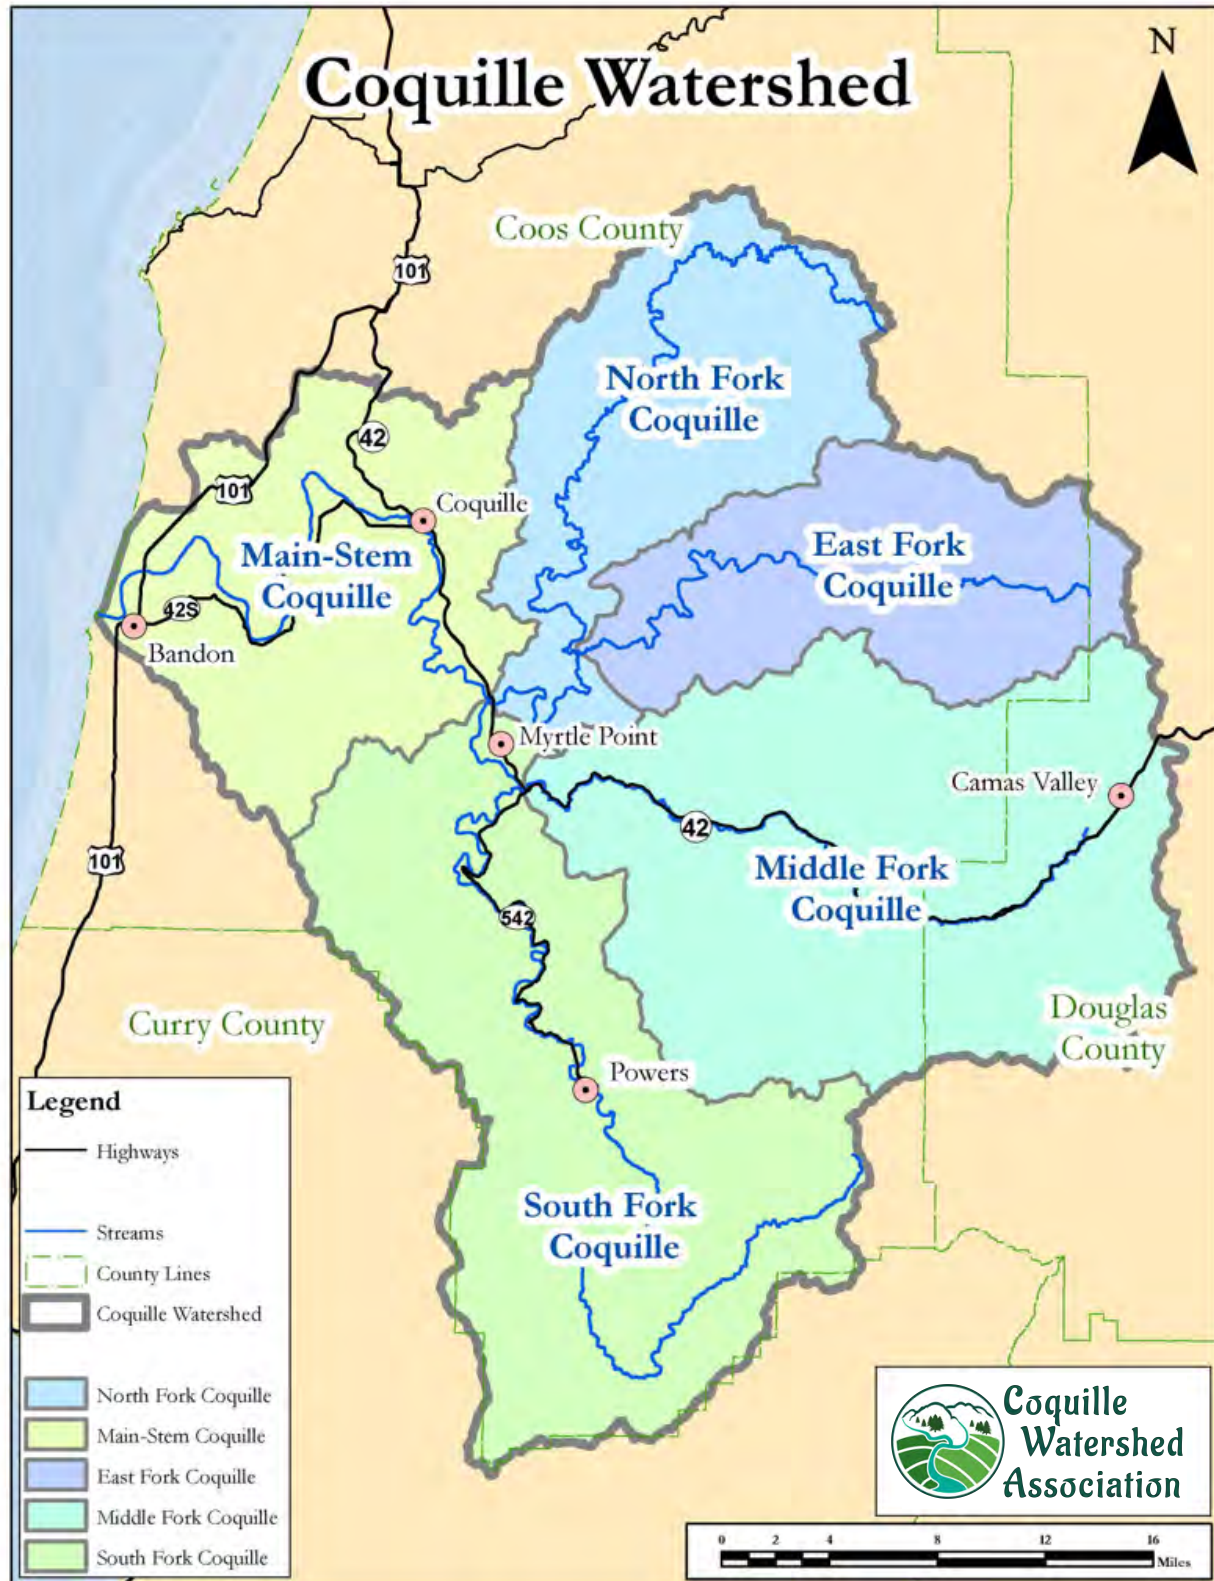 Coquille Watershed
N
Coos County
101
North Fork
Coquille
42
101
Coquille
East Fork
Coquille
Main-Stem
Coquille
42S
Bandon
Myrtle Point
Camas Valley
42
101
Middle Fork
Coquille
542
Curry County
Douglas
County
Powers
South Fork
Coquille
Legend
Highways
Streams
County Lines
Coquille Watershed
North Fork Coquille
Main-Stem Coquille
East Fork Coquille
Middle Fork Coquille
South Fork Coquille
Coquille
Watershed
Association
0 2 4 8 12 16
Miles